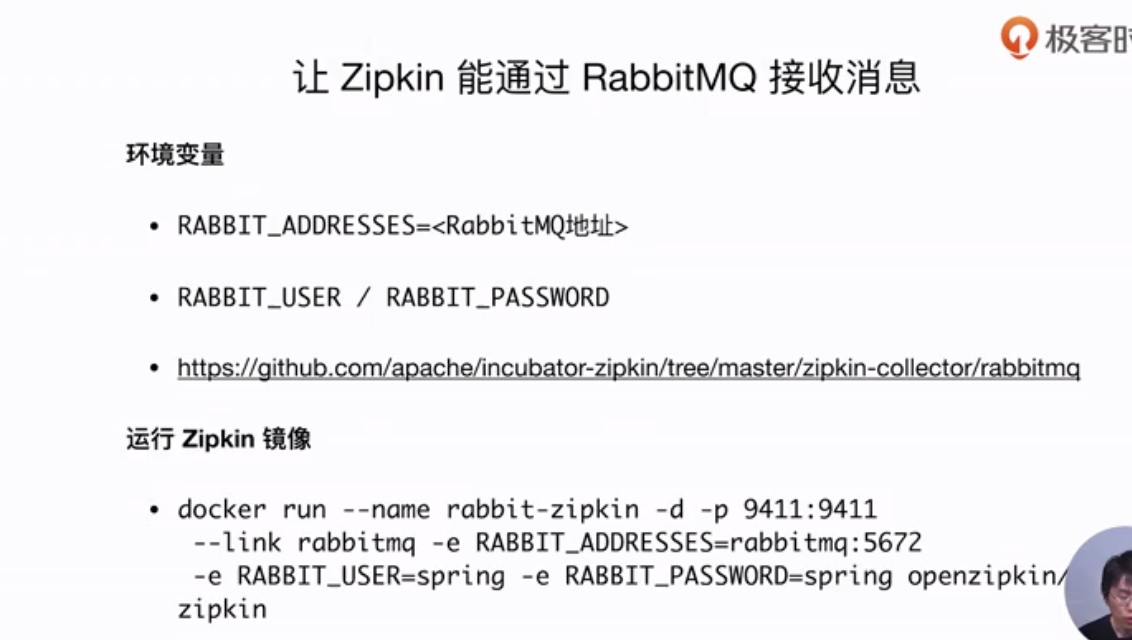 极客时
让 Zipkin 能通过 RabbitMQ 接收消息
环境变量
• RABBIT_ADDRESSES=<RabbitMQ地址>
• RABBIT_USER / RABBIT_PASSWORD
• https://github.com/apache/incubator-zipkin/tree/master/zipkin-collector/rabbitmq
运行 Zipkin 镜像
• docker run --name rabbit-zipkin -d -p 9411:9411
--link rabbitmq -e RABBIT_ADDRESSES=rabbitmq:5672
-e RABBIT_USER=spring -e RABBIT_PASSWORD=spring openzipkin/
zipkin